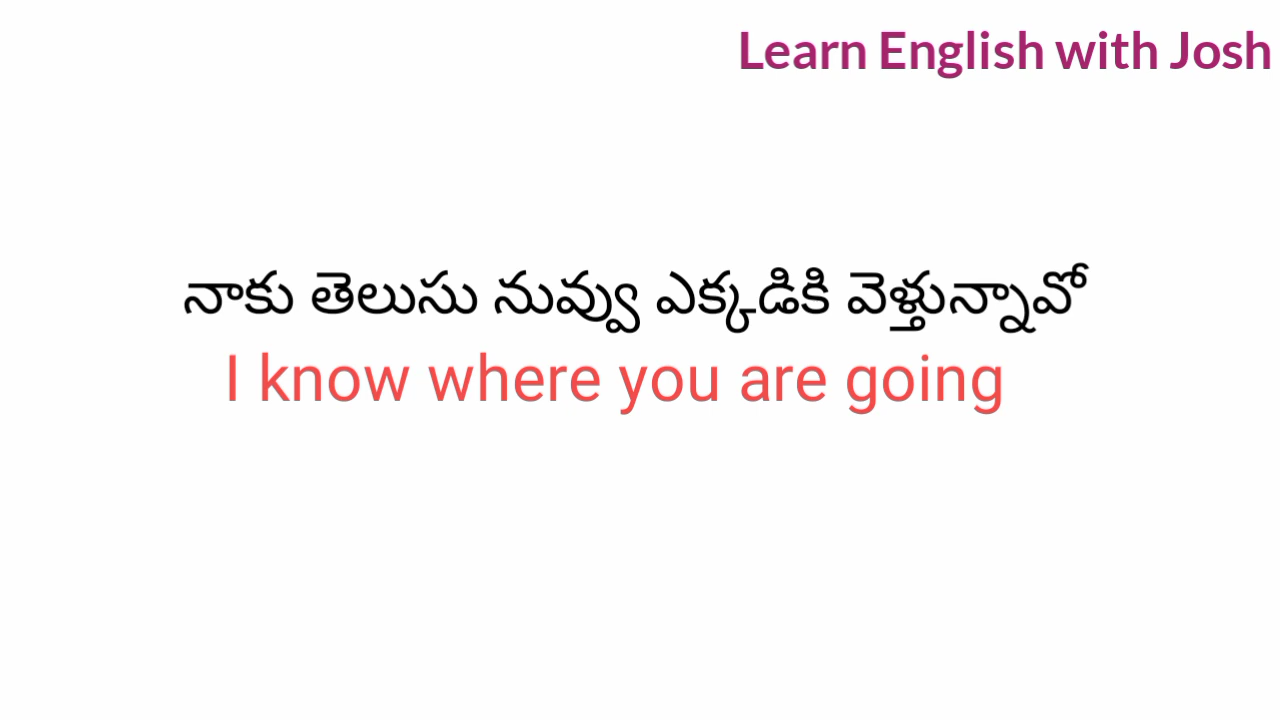 Learn English with Josh
నాకు తెలుసు నువ్వు ఎక్కడికి వెళ్తున్నావో
I know where you are going